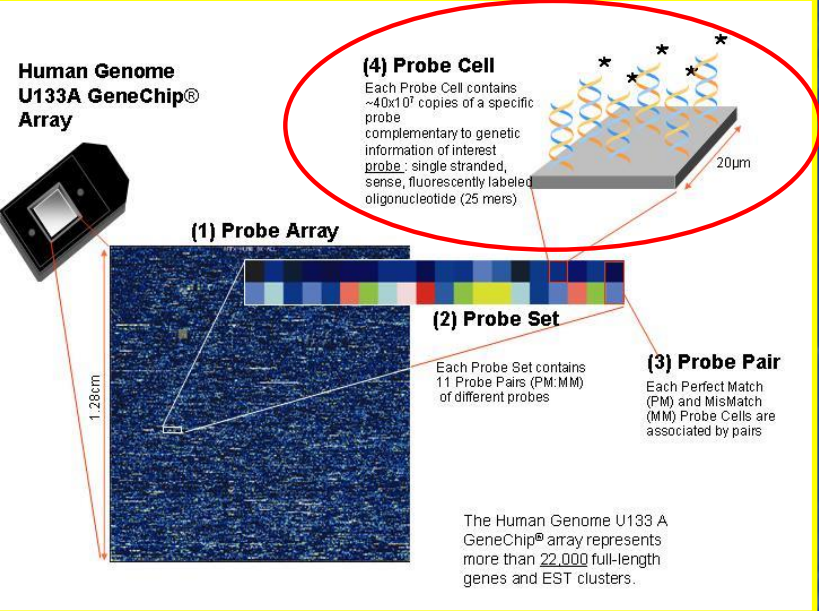 Human Genome
U133A GeneChip®
Array
(4) Probe Cell
Each Probe Cell contains
~40x10⁷ copies of a specific
probe
complementary to genetic
information of interest
probe : single stranded,
sense, fluorescently labeled
oligonucleotide (25 mers)
* * * * *
20µm
(1) Probe Array
(2) Probe Set
Each Probe Set contains
11 Probe Pairs (PM:MM)
of different probes
(3) Probe Pair
Each Perfect Match
(PM) and MisMatch
(MM) Probe Cells are
associated by pairs
1.28cm
The Human Genome U133 A
GeneChip® array represents
more than 22,000 full-length
genes and EST clusters.